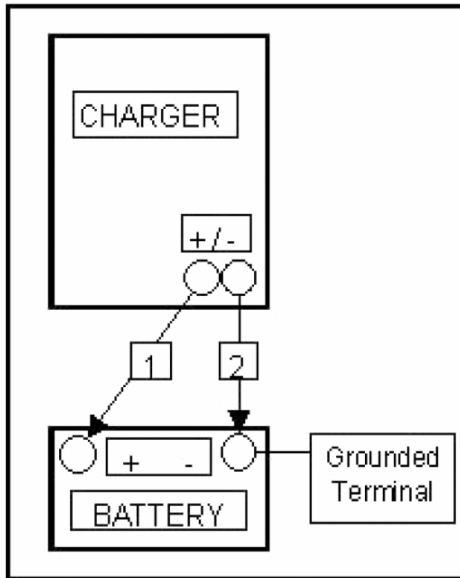 CHARGER
+ / -
1
2
+ -
BATTERY
Grounded
Terminal